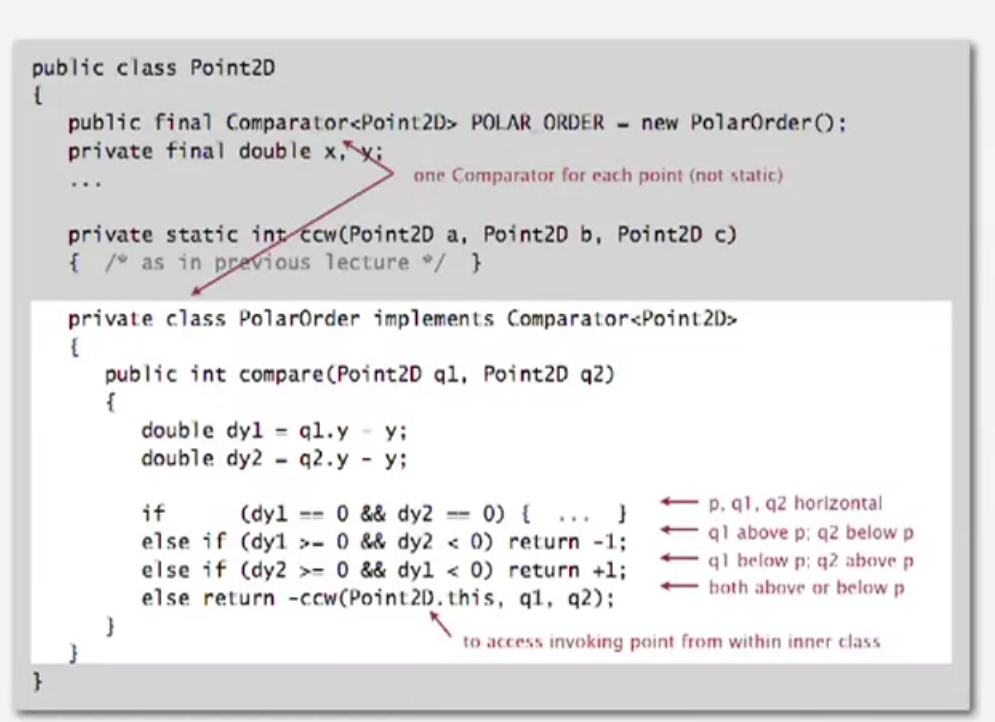 public class Point2D
{
public final Comparator<Point2D> POLAR_ORDER = new PolarOrder();
private final double x, y;
...
one Comparator for each point (not static)
private static int ccw(Point2D a, Point2D b, Point2D c)
{ /* as in previous lecture */ }
private class PolarOrder implements Comparator<Point2D>
{
public int compare(Point2D q1, Point2D q2)
{
double dy1 = q1.y - y;
double dy2 = q2.y - y;
if (dy1 == 0 && dy2 == 0) { ... } ← p, q1, q2 horizontal
else if (dy1 >= 0 && dy2 < 0) return -1; ← q1 above p; q2 below p
else if (dy2 >= 0 && dy1 < 0) return +1; ← q1 below p; q2 above p
else return -ccw(Point2D.this, q1, q2); ← both above or below p
}
to access invoking point from within inner class
}
}